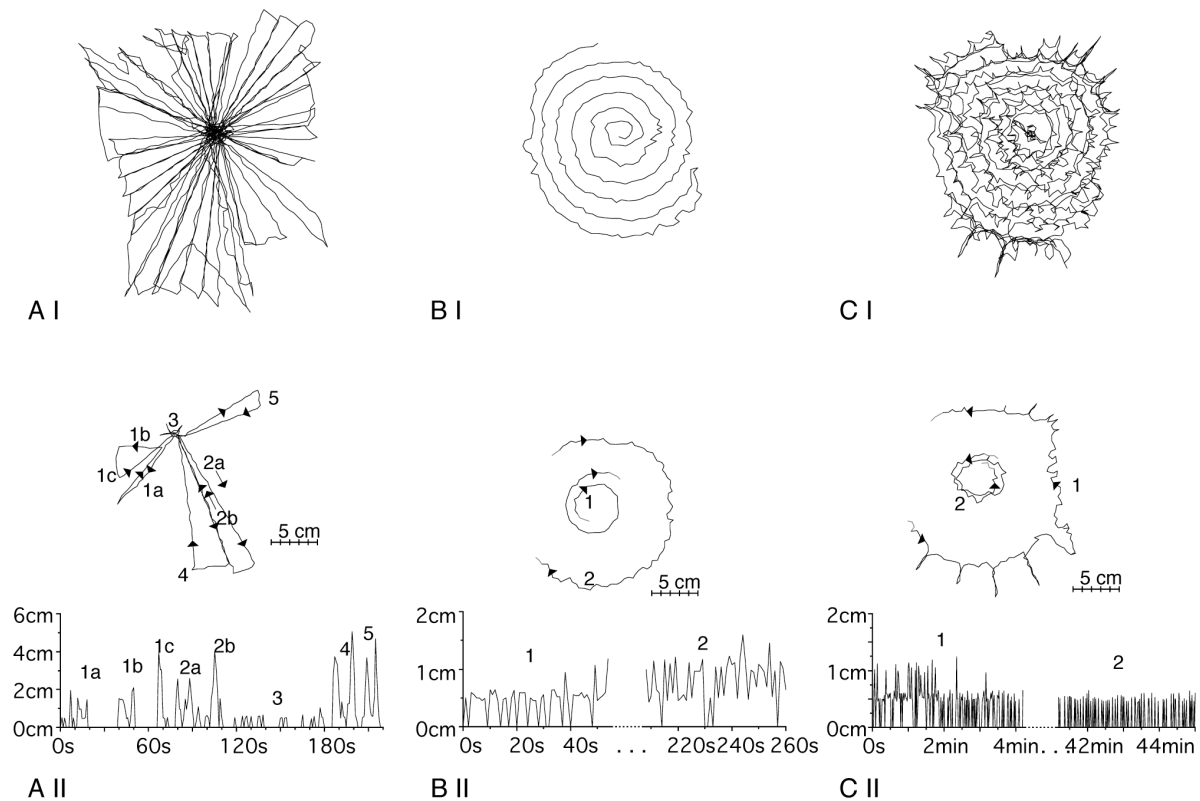 A I
B I
C I
3
5
1b
1c
1a
2a
2b
4
5 cm
1
2
5 cm
1
2
5 cm
6cm
4cm
2cm
0cm
1a
1b
1c
2a
2b
3
4
5
0s 60s 120s 180s
2cm
1cm
0cm
1
2
0s 20s 40s ... 220s 240s 260s
2cm
1cm
0cm
1
2
0s 2min 4min ... 42min 44min
A II
B II
C II